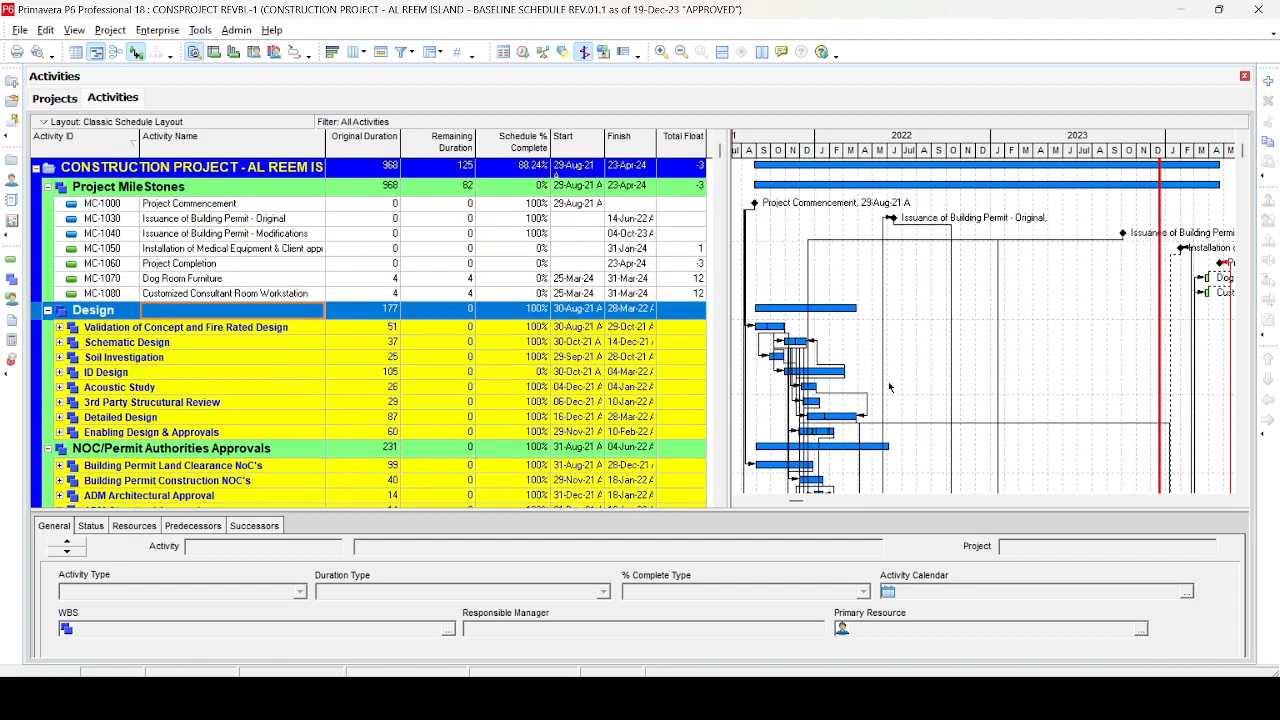 Primavera P6 Professional 18 : CONSPROJECT REVBL-1 (CONSTRUCTION PROJECT - AL REEM ISLAND - BASELINE SCHEDULE REV.01.1 as of 19-Dec-23 "APPROVED")
File Edit View Project Enterprise Tools Admin Help
Activities
Projects Activities
Layout: Classic Schedule Layout Filter: All Activities
Activity ID Activity Name Original Duration Remaining Duration Schedule % Complete Start Finish Total Float
2022 2023
A S O N D J F M A M J Jul A S O N D J F M A M J Jul A S O N D J F M A M
CONSTRUCTION PROJECT - AL REEM IS 968 125 88.24% 29-Aug-21 A 23-Apr-24 -3
Project MileStones 968 82 0% 29-Aug-21 A 23-Apr-24 -3
MC-1000 Project Commencement 0 0 0% 29-Aug-21 A Project Commencement, 29-Aug-21 A
MC-1030 Issuance of Building Permit - Original 0 0 100% 14-Jun-22 A Issuance of Building Permit - Original,
MC-1040 Issuance of Building Permit - Modifications 0 0 100% 04-Oct-23 A Issuance of Building Permi
MC-1050 Installation of Medical Equipment & Client appr 0 0 0% 31-Jan-24 1 Installation o
MC-1060 Project Completion 0 0 0% 23-Apr-24 -3
MC-1070 Dog Room Furniture 4 4 0% 25-Mar-24 31-Mar-24 12 Dog
MC-1080 Customized Consultant Room Workstation 4 4 0% 25-Mar-24 31-Mar-24 12 Cust
Design 177 0 100% 30-Aug-21 A 28-Mar-22 A
Validation of Concept and Fire Rated Design 51 0 100% 30-Aug-21 A 29-Oct-21 A
Schematic Design 37 0 100% 30-Oct-21 A 14-Dec-21
Soil Investigation 25 0 100% 29-Sep-21 A 28-Oct-21 A
ID Design 105 0 100% 30-Oct-21 A 04-Mar-22 A
Acoustic Study 26 0 100% 04-Dec-21 A 04-Jan-22 A
3rd Party Strucutural Review 29 0 100% 06-Dec-21 A 10-Jan-22 A
Detailed Design 87 0 100% 16-Dec-21 A 28-Mar-22 A
Enabling Design & Approvals 60 0 100% 29-Nov-21 A 10-Feb-22 A
NOC/Permit Authorities Approvals 231 0 100% 31-Aug-21 A 04-Jun-22 A
Building Permit Land Clearance NoC's 99 0 100% 31-Aug-21 A 28-Dec-21
Building Permit Construction NOC's 40 0 100% 29-Nov-21 A 18-Jan-22 A
ADM Architectural Approval 14 0 100% 31-Dec-21 A 18-Jan-22 A
General Status Resources Predecessors Successors
Activity Project
Activity Type Duration Type % Complete Type Activity Calendar
WBS Responsible Manager Primary Resource